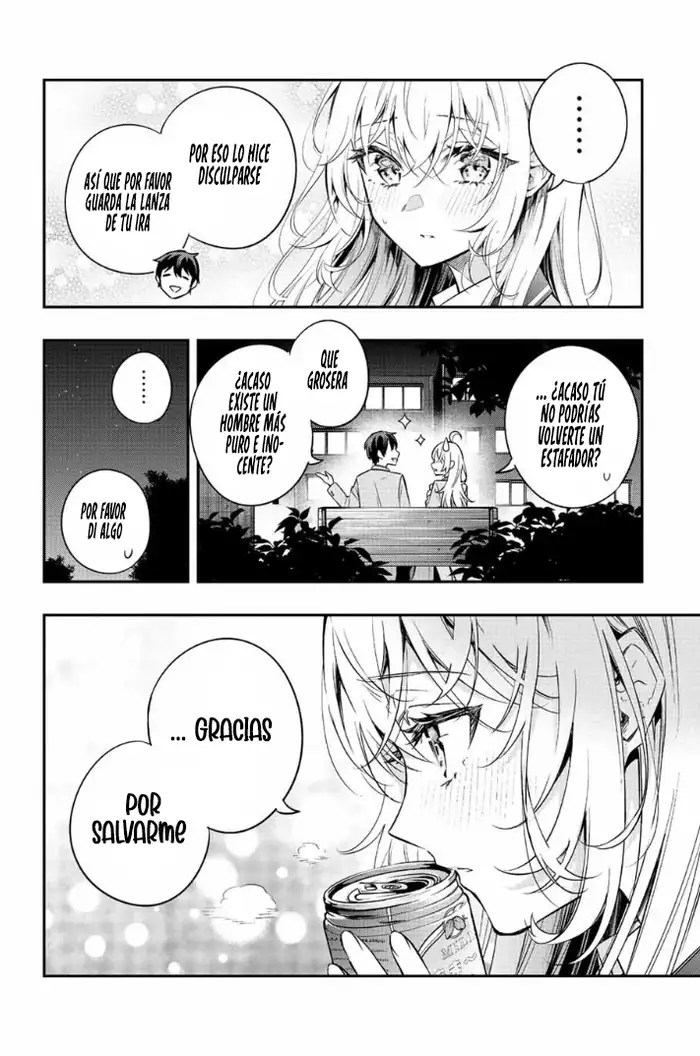 ......
POR ESO LO HICE
DISCULPARSE
ASÍ QUE POR FAVOR
GUARDA LA LANZA
DE TU IRA
... ¿ACASO TÚ
NO PODRÍAS
VOLVERTE UN
ESTAFADOR?
QUE
GROSERA
¿ACASO
EXISTE UN
HOMBRE MÁS
PURO E INO-
CENTE?
......
POR FAVOR
DI ALGO
... GRACIAS
POR
SALVARME